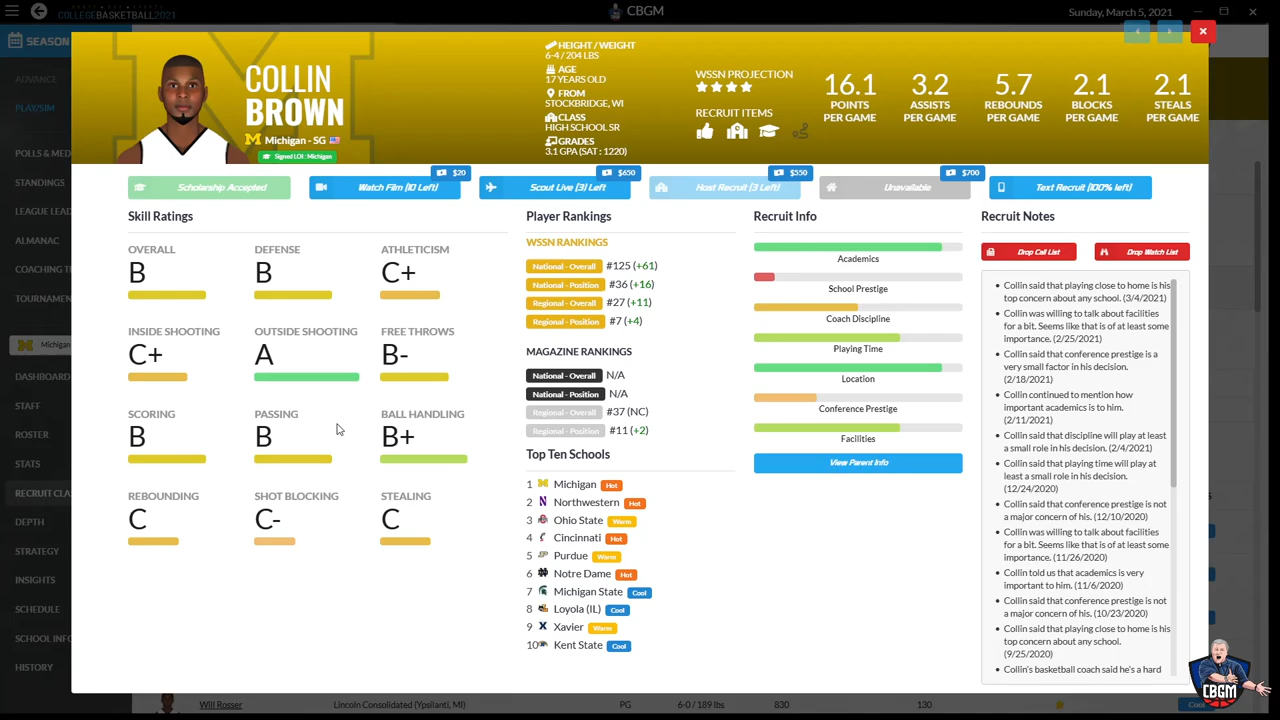 COLLEGEBASKETBALL2021
CBGM
Sunday, March 5, 2021
SEASON
ADVANCE
PLAY/SIM
POLLS & MED
STANDINGS
LEAGUE LEAD
ALMANAC
COACHING T
TOURNAMEN
Michigan
DASHBOARD
STAFF
ROSTER
STATS
RECRUIT CLA
DEPTH
STRATEGY
INSIGHTS
SCHEDULE
SCHOOL INFO
HISTORY
COLLIN
BROWN
Michigan - SG
Signed LOI : Michigan
HEIGHT / WEIGHT
6-4 / 204 LBS
AGE
17 YEARS OLD
FROM
STOCKBRIDGE, WI
CLASS
HIGH SCHOOL SR
GRADES
3.1 GPA (SAT : 1220)
WSSN PROJECTION
RECRUIT ITEMS
16.1
POINTS
PER GAME
3.2
ASSISTS
PER GAME
5.7
REBOUNDS
PER GAME
2.1
BLOCKS
PER GAME
2.1
STEALS
PER GAME
Scholarship Accepted
$20
Watch Film (10 Left)
$650
Scout Live (3) Left
$550
Host Recruit (3 Left)
$700
Unavailable
Text Recruit (100% left)
Skill Ratings
OVERALL
B
DEFENSE
B
ATHLETICISM
C+
INSIDE SHOOTING
C+
OUTSIDE SHOOTING
A
FREE THROWS
B-
SCORING
B
PASSING
B
BALL HANDLING
B+
REBOUNDING
C
SHOT BLOCKING
C-
STEALING
C
Player Rankings
WSSN RANKINGS
National - Overall #125 (+61)
National - Position #36 (+16)
Regional - Overall #27 (+11)
Regional - Position #7 (+4)
MAGAZINE RANKINGS
National - Overall N/A
National - Position N/A
Regional - Overall #37 (NC)
Regional - Position #11 (+2)
Top Ten Schools
1 Michigan Hot
2 Northwestern Hot
3 Ohio State Warm
4 Cincinnati Hot
5 Purdue Warm
6 Notre Dame Hot
7 Michigan State Cool
8 Loyola (IL) Cool
9 Xavier Warm
10 Kent State Cool
Recruit Info
Academics
School Prestige
Coach Discipline
Playing Time
Location
Conference Prestige
Facilities
View Parent Info
Recruit Notes
Drop Call List
Drop Watch List
Collin said that playing close to home is his
top concern about any school. (3/4/2021)
Collin was willing to talk about facilities
for a bit. Seems like that is of at least some
importance. (2/25/2021)
Collin said that conference prestige is a
very small factor in his decision.
(2/18/2021)
Collin continued to mention how
important academics is to him.
(2/11/2021)
Collin said that discipline will play at least
a small role in his decision. (2/4/2021)
Collin said that playing time will play at
least a small role in his decision.
(12/24/2020)
Collin said that conference prestige is not
a major concern of his. (12/10/2020)
Collin was willing to talk about facilities
for a bit. Seems like that is of at least some
importance. (11/26/2020)
Collin told us that academics is very
important to him. (11/6/2020)
Collin said that conference prestige is not
a major concern of his. (10/23/2020)
Collin said that playing close to home is his
top concern about any school.
(9/25/2020)
Collin's basketball coach said he's a hard
CBGM
Will Rosser
Lincoln Consolidated (Ypsilanti, MI)
PG
6-0 / 189 lbs
830
130
Cool